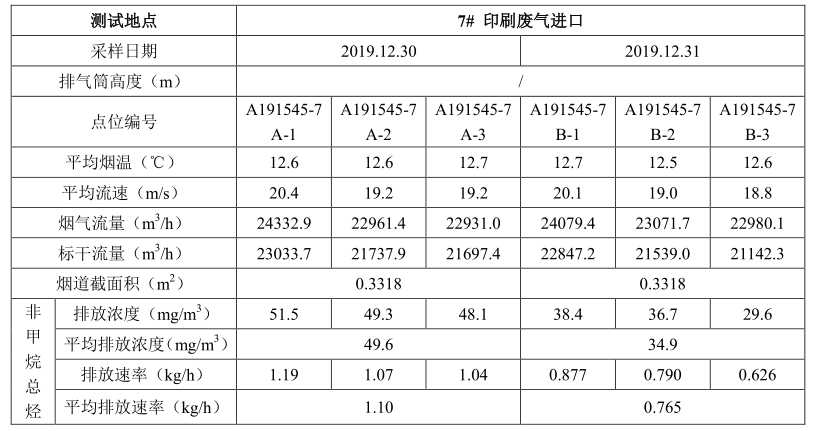 测试地点 7# 印刷废气进口
采样日期 2019.12.30 2019.12.31
排气筒高度（m） /
点位编号 A191545-7A-1 A191545-7A-2 A191545-7A-3 A191545-7B-1 A191545-7B-2 A191545-7B-3
平均烟温（℃） 12.6 12.6 12.7 12.7 12.5 12.6
平均流速（m/s） 20.4 19.2 19.2 20.1 19.0 18.8
烟气流量（m³/h） 24332.9 22961.4 22931.0 24079.4 23071.7 22980.1
标干流量（m³/h） 23033.7 21737.9 21697.4 22847.2 21539.0 21142.3
烟道截面积（m²） 0.3318 0.3318
非甲烷总烃 排放浓度（mg/m³） 51.5 49.3 48.1 38.4 36.7 29.6
平均排放浓度（mg/m³） 49.6 34.9
排放速率（kg/h） 1.19 1.07 1.04 0.877 0.790 0.626
平均排放速率（kg/h） 1.10 0.765